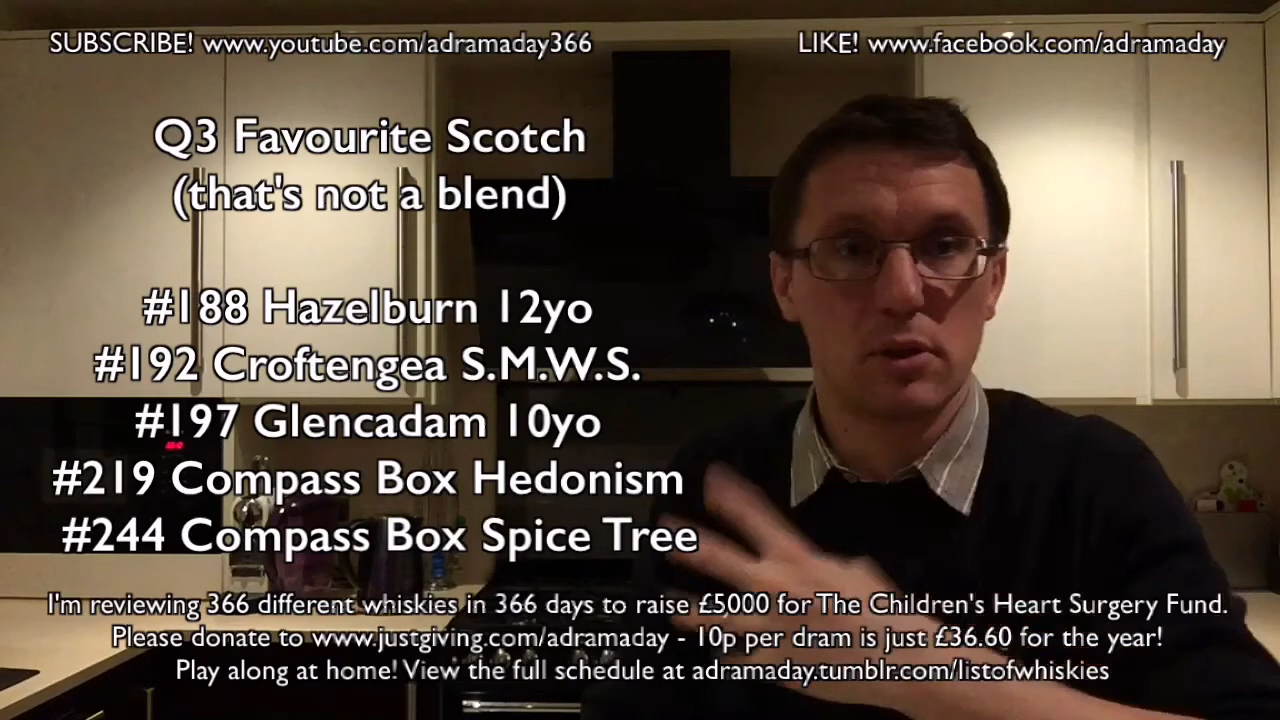 SUBSCRIBE! www.youtube.com/adramaday366
LIKE! www.facebook.com/adramaday
Q3 Favourite Scotch
(that's not a blend)
#188 Hazelburn 12yo
#192 Croftengea S.M.W.S.
#197 Glencadam 10yo
#219 Compass Box Hedonism
#244 Compass Box Spice Tree
I'm reviewing 366 different whiskies in 366 days to raise £5000 for The Children's Heart Surgery Fund.
Please donate to www.justgiving.com/adramaday - 10p per dram is just £36.60 for the year!
Play along at home! View the full schedule at adramaday.tumblr.com/listofwhiskies